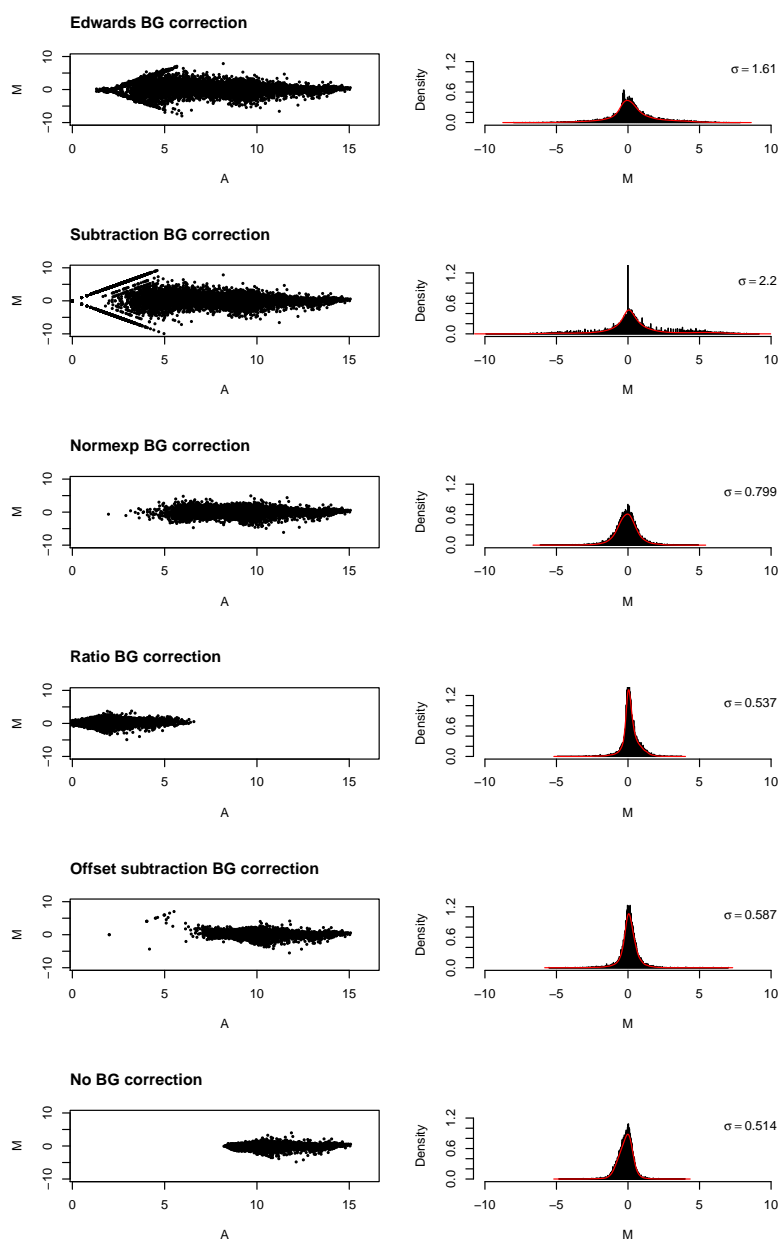 Edwards BG correction
10
0
−10
M
0 5 10 15
A
1.2
0.6
0.0
Density
σ = 1.61
−10 −5 0 5 10
M
Subtraction BG correction
10
0
−10
M
0 5 10 15
A
1.2
0.6
0.0
Density
σ = 2.2
−10 −5 0 5 10
M
Normexp BG correction
10
0
−10
M
0 5 10 15
A
1.2
0.6
0.0
Density
σ = 0.799
−10 −5 0 5 10
M
Ratio BG correction
10
0
−10
M
0 5 10 15
A
1.2
0.6
0.0
Density
σ = 0.537
−10 −5 0 5 10
M
Offset subtraction BG correction
10
0
−10
M
0 5 10 15
A
1.2
0.6
0.0
Density
σ = 0.587
−10 −5 0 5 10
M
No BG correction
10
0
−10
M
0 5 10 15
A
1.2
0.6
0.0
Density
σ = 0.514
−10 −5 0 5 10
M